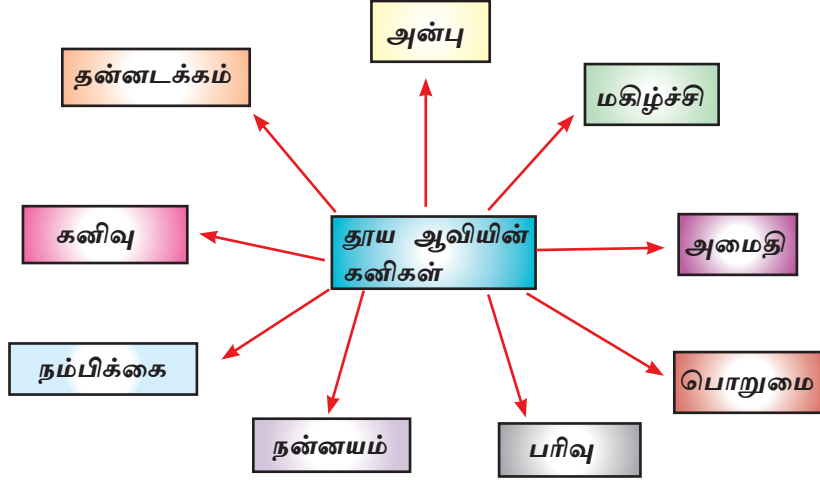 அன்பு
தன்னடக்கம்
மகிழ்ச்சி
கனிவு
தூய ஆவியின்
கனிகள்
அமைதி
நம்பிக்கை
பொறுமை
நன்னயம்
பரிவு